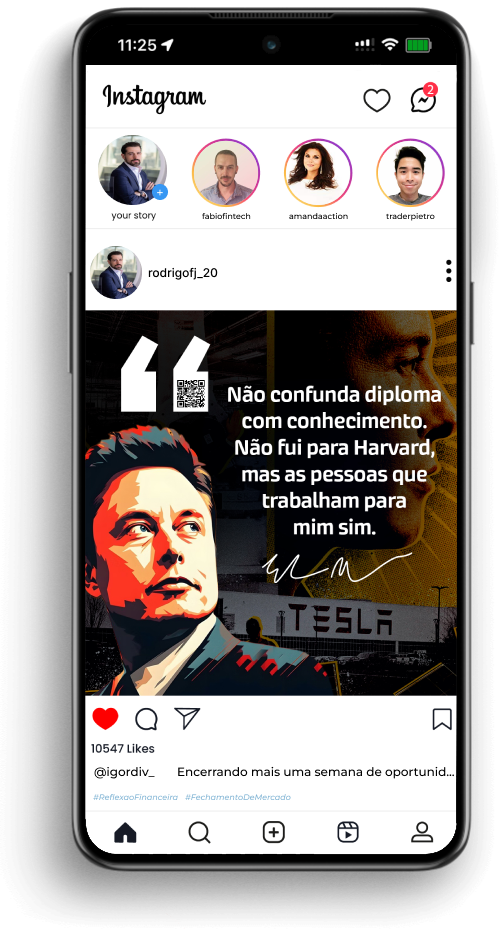 11:25
Instagram
2
your story
fabiofintech
amandaaction
traderpietro
rodrigofj_20
Não confunda diploma
com conhecimento.
Não fui para Harvard,
mas as pessoas que
trabalham para
mim sim.
TESLA
10547 Likes
@igordiv_ Encerrando mais uma semana de oportunid...
#ReflexaoFinanceira #FechamentoDeMercado